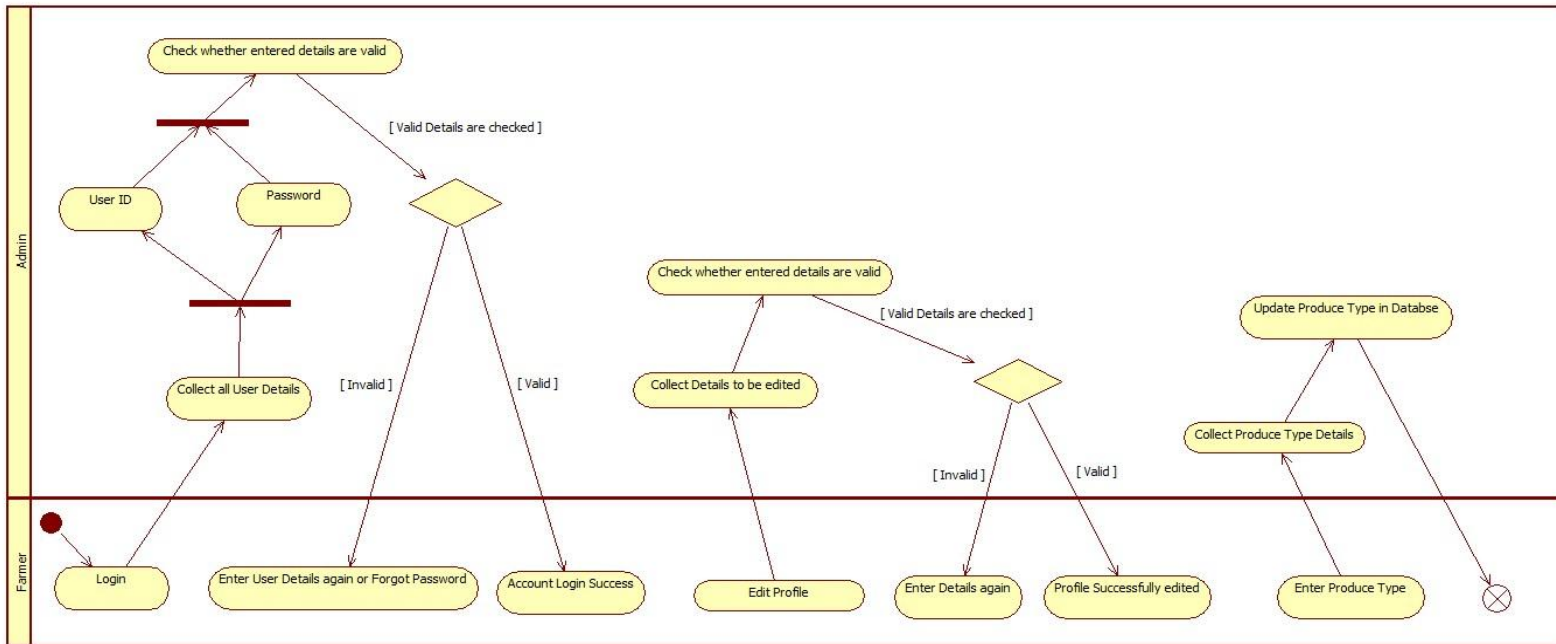 Admin
Check whether entered details are valid
[ Valid Details are checked ]
User ID
Password
Collect all User Details
[ Invalid ]
[ Valid ]
Check whether entered details are valid
[ Valid Details are checked ]
Collect Details to be edited
[ Invalid ]
[ Valid ]
Update Produce Type in Databse
Collect Produce Type Details
Farmer
Login
Enter User Details again or Forgot Password
Account Login Success
Edit Profile
Enter Details again
Profile Successfully edited
Enter Produce Type